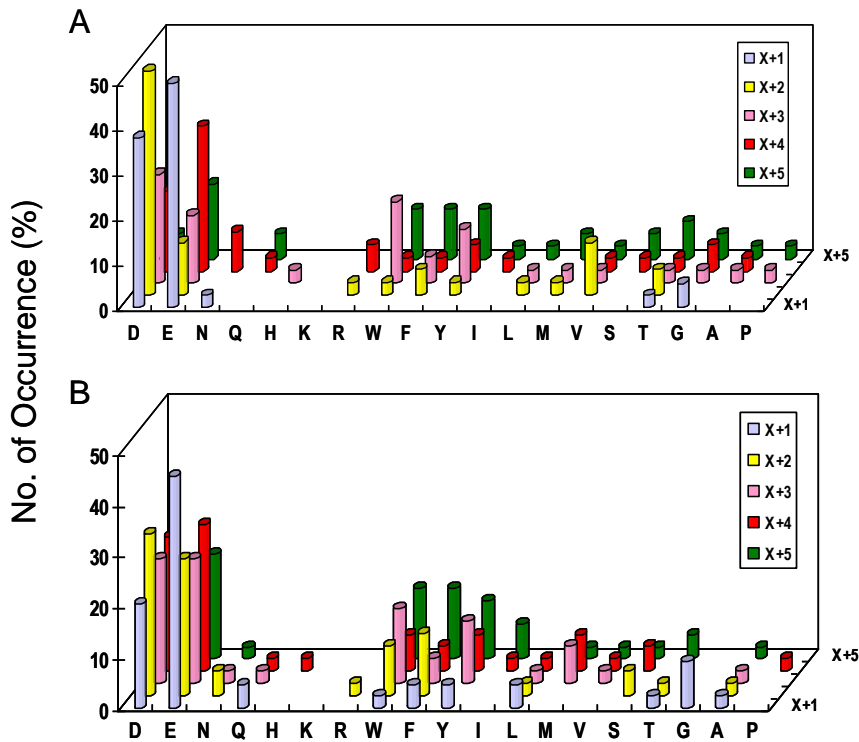 A
No. of Occurrence (%)
50
40
30
20
10
0
X+1
X+2
X+3
X+4
X+5
X+5
X+1
D E N Q H K R W F Y I L M V S T G A P
B
50
40
30
20
10
0
X+1
X+2
X+3
X+4
X+5
X+5
X+1
D E N Q H K R W F Y I L M V S T G A P